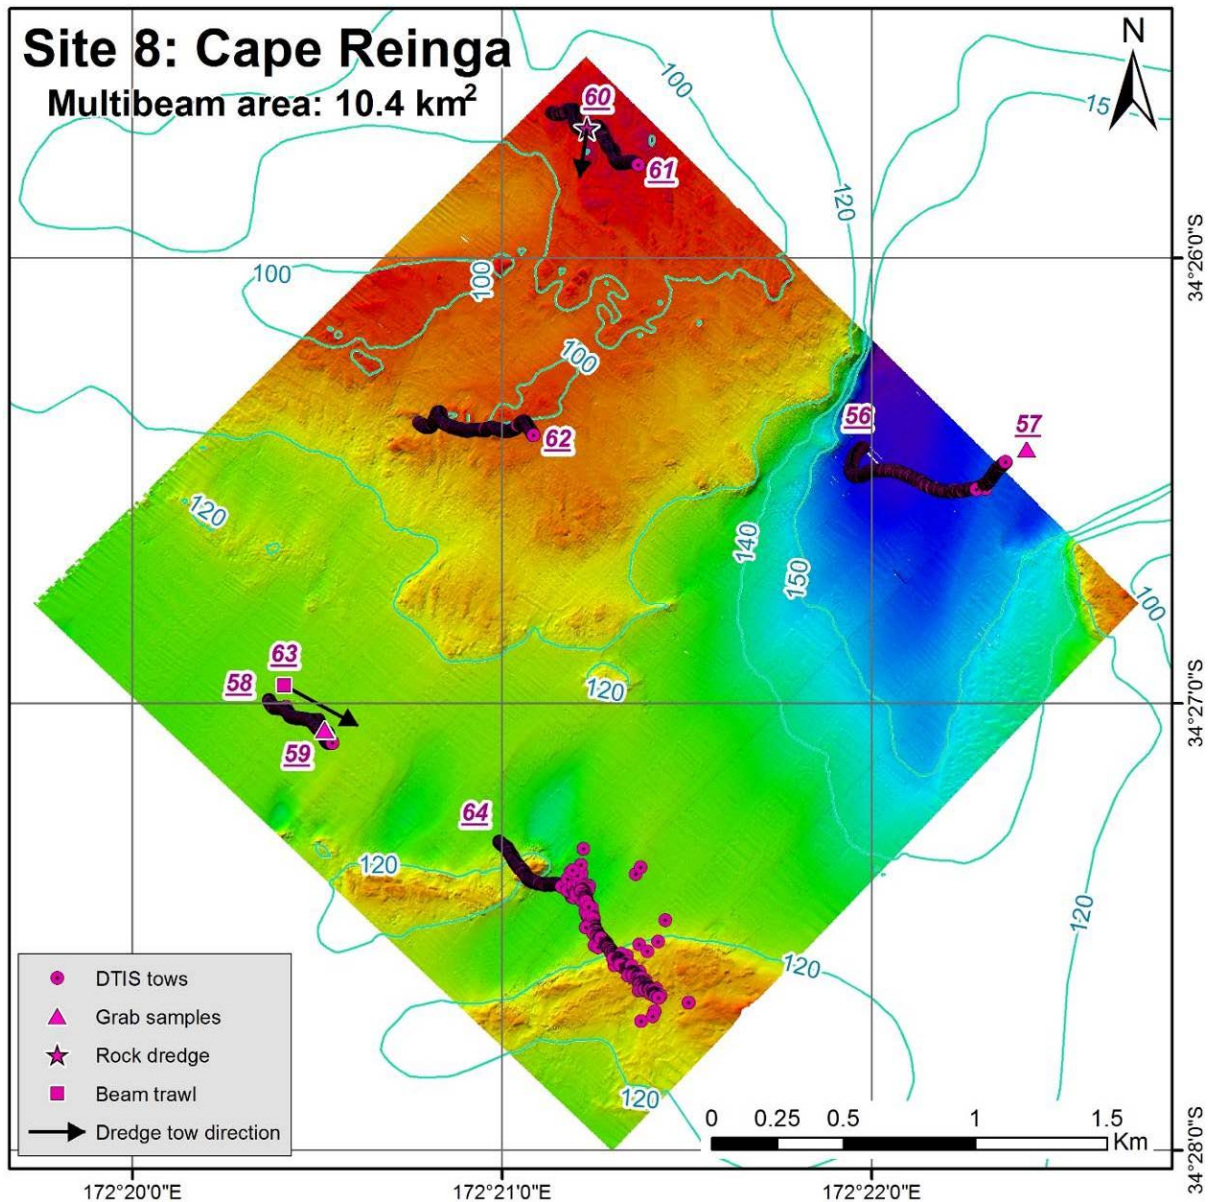 Site 8: Cape Reinga
Multibeam area: 10.4 km²
N
100
15
60
61
120
34°26'0"S
100
100
100
62
56
57
120
140
150
100
63
58
120
34°27'0"S
59
64
120
120
120
120
DTIS tows
Grab samples
Rock dredge
Beam trawl
Dredge tow direction
0 0.25 0.5 1 1.5
Km
34°28'0"S
172°20'0"E 172°21'0"E 172°22'0"E